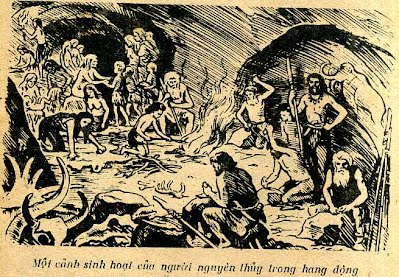 Một cảnh sinh hoạt của người nguyên thủy trong hang động